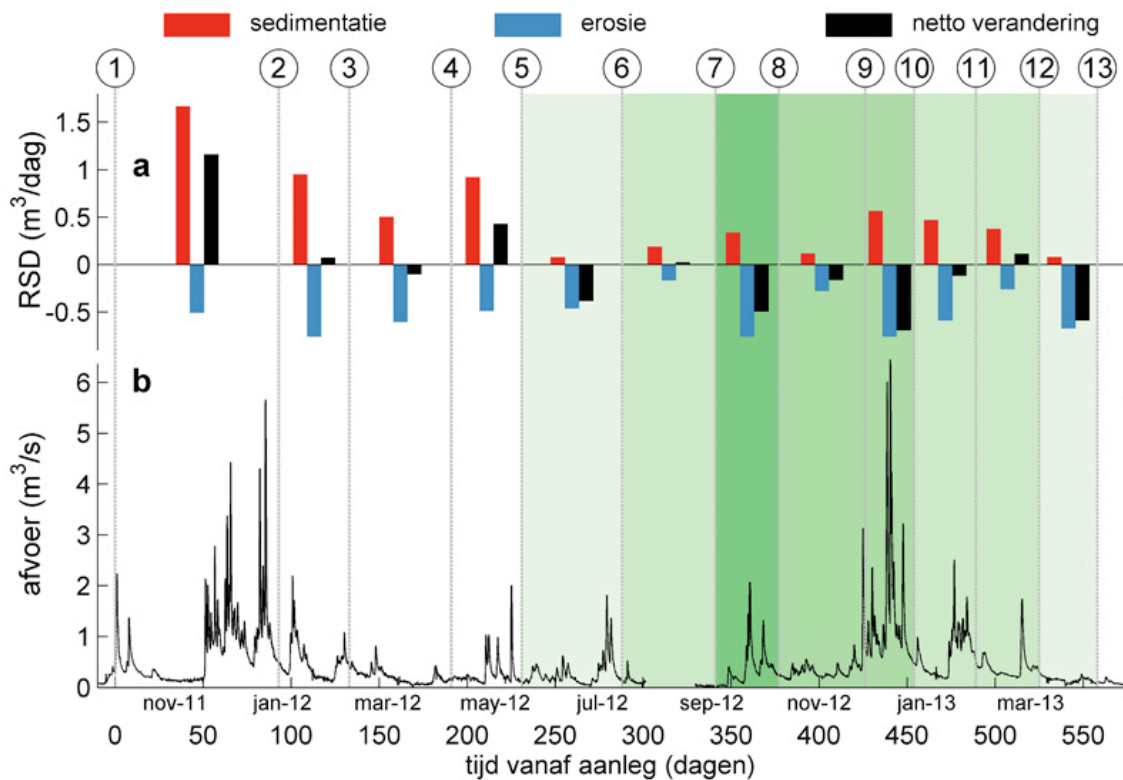 sedimentatie erosie netto verandering
1 2 3 4 5 6 7 8 9 10 11 12 13
a
RSD (m³/dag)
1.5
1
0.5
0
-0.5
b
afvoer (m³/s)
6
5
4
3
2
1
0
nov-11 jan-12 mar-12 may-12 jul-12 sep-12 nov-12 jan-13 mar-13
0 50 100 150 200 250 300 350 400 450 500 550
tijd vanaf aanleg (dagen)